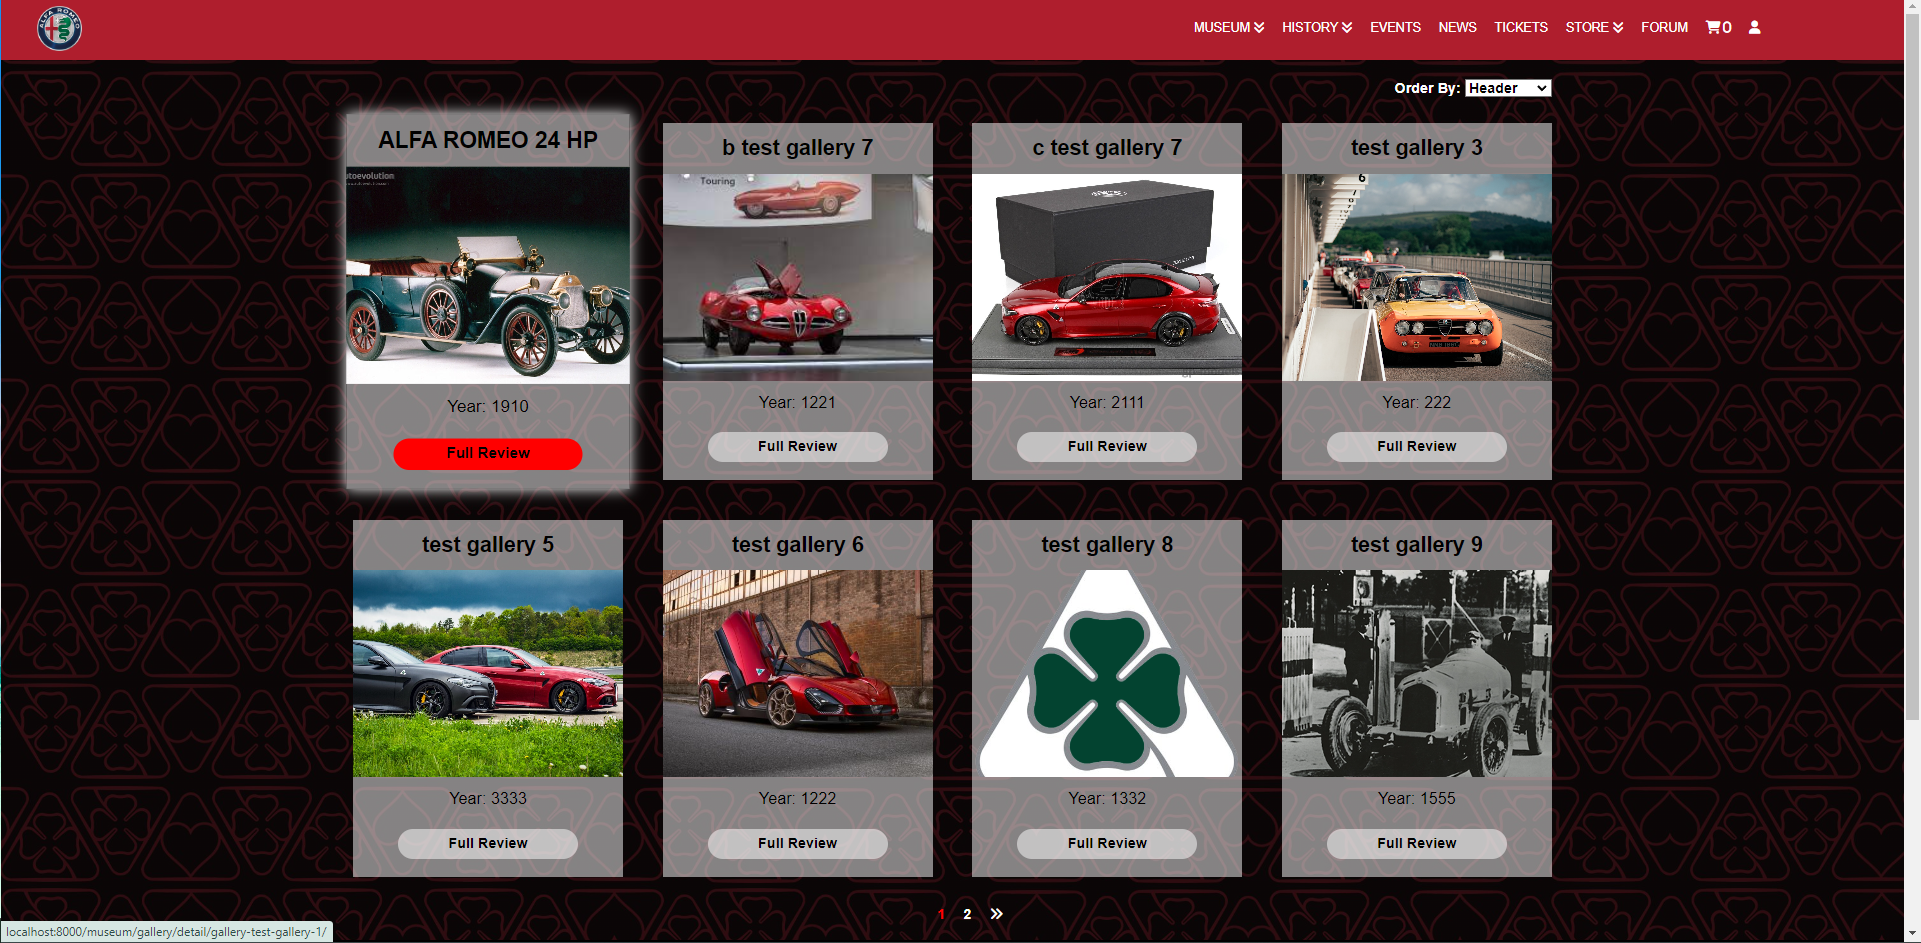 ALFA ROMEO
MUSEUM HISTORY EVENTS NEWS TICKETS STORE FORUM 0
Order By: Header
ALFA ROMEO 24 HP
utoevolution
Year: 1910
Full Review
b test gallery 7
Touring
Year: 1221
Full Review
c test gallery 7
Year: 2111
Full Review
test gallery 3
6
Year: 222
Full Review
test gallery 5
Year: 3333
Full Review
test gallery 6
Year: 1222
Full Review
test gallery 8
Year: 1332
Full Review
test gallery 9
Year: 1555
Full Review
1 2
localhost:8000/museum/gallery/detail/gallery-test-gallery-1/